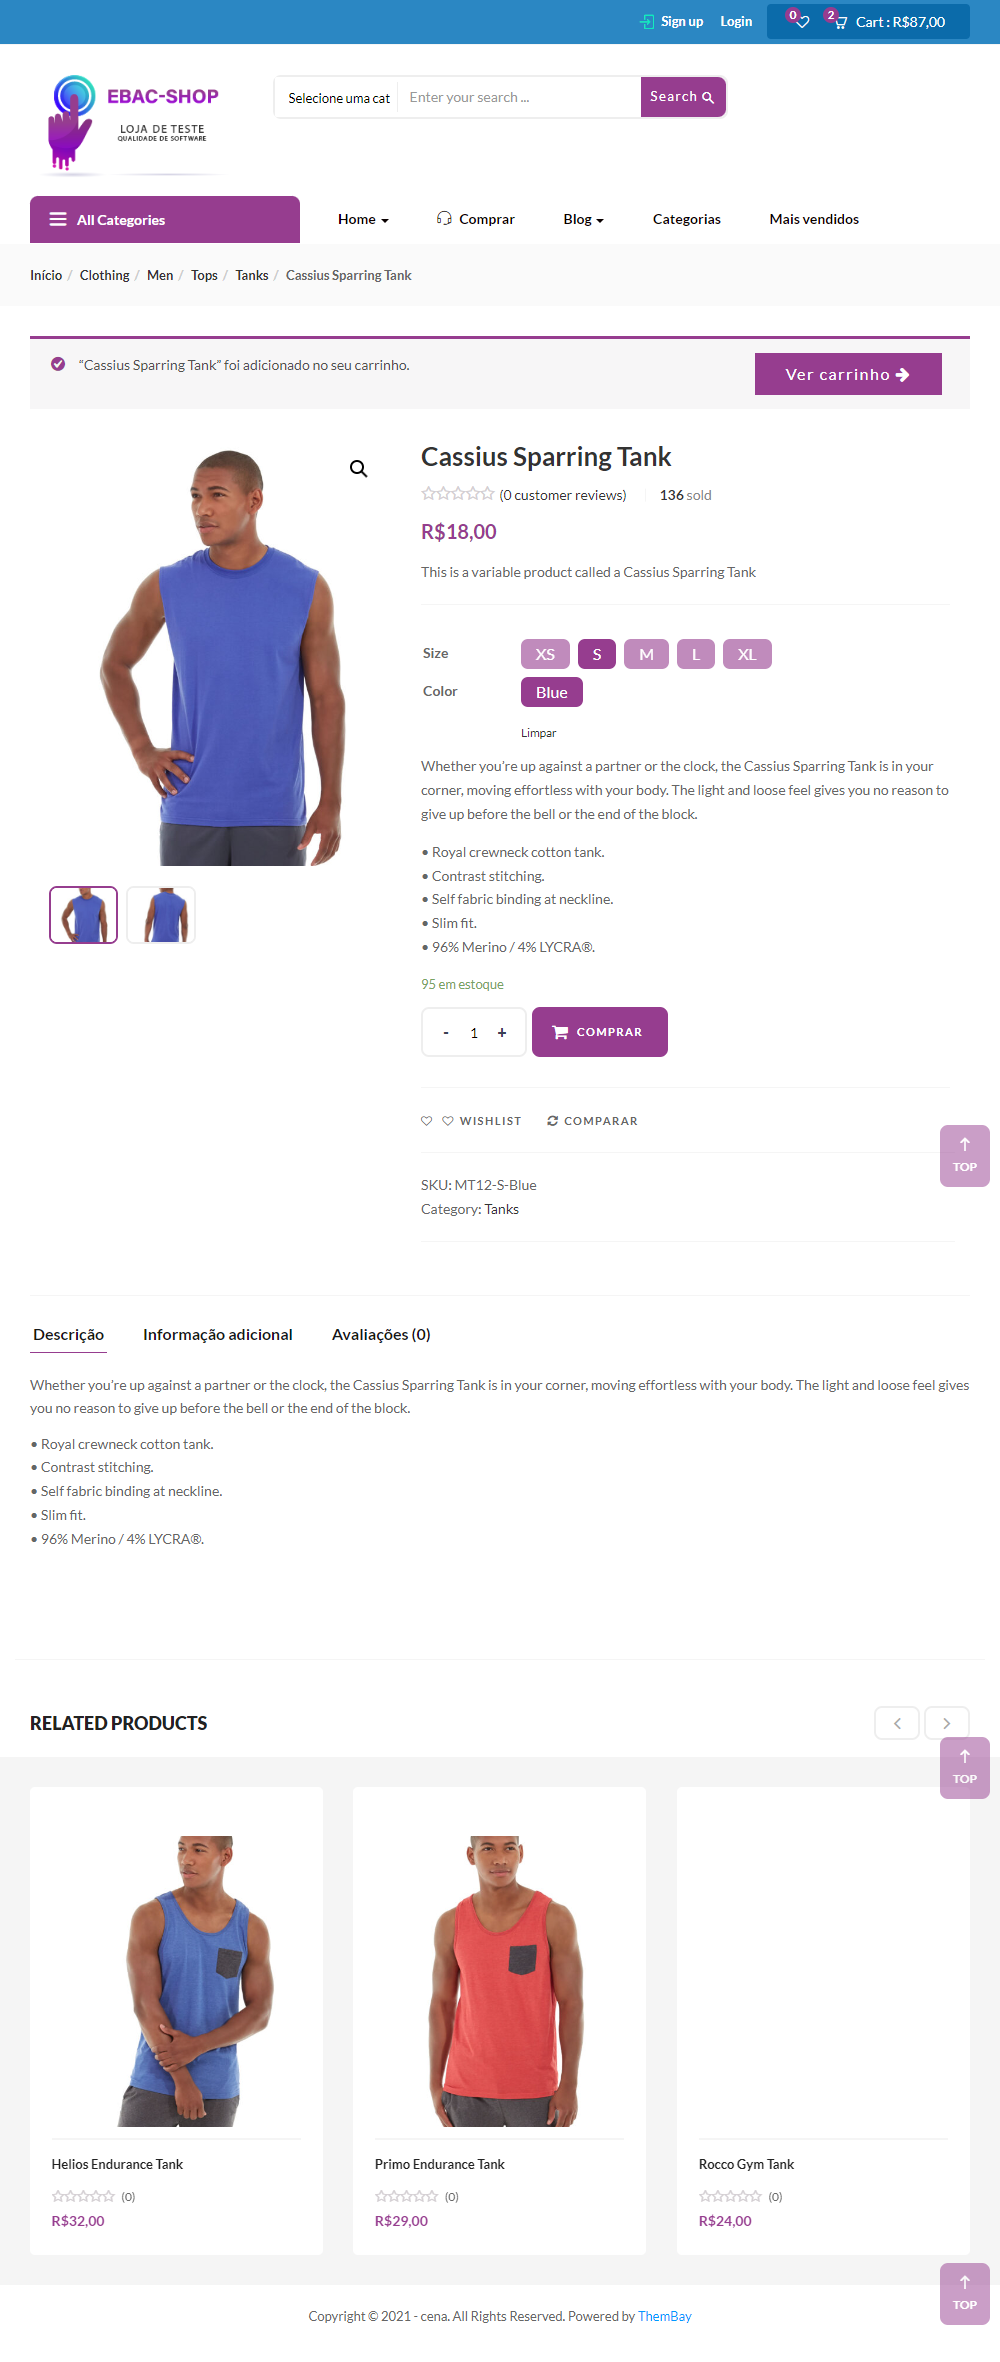 Sign up Login 0 2 Cart : R$87,00
EBAC-SHOP
LOJA DE TESTE
QUALIDADE DE SOFTWARE
Selecione uma cat Enter your search ... Search
All Categories Home Comprar Blog Categorias Mais vendidos
Início / Clothing / Men / Tops / Tanks / Cassius Sparring Tank
“Cassius Sparring Tank” foi adicionado no seu carrinho. Ver carrinho
Cassius Sparring Tank
(0 customer reviews) 136 sold
R$18,00
This is a variable product called a Cassius Sparring Tank
Size XS S M L XL
Color Blue
Limpar
Whether you’re up against a partner or the clock, the Cassius Sparring Tank is in your
corner, moving effortless with your body. The light and loose feel gives you no reason to
give up before the bell or the end of the block.
• Royal crewneck cotton tank.
• Contrast stitching.
• Self fabric binding at neckline.
• Slim fit.
• 96% Merino / 4% LYCRA®.
95 em estoque
- 1 + COMPRAR
WISHLIST COMPARAR
TOP
SKU: MT12-S-Blue
Category: Tanks
Descrição Informação adicional Avaliações (0)
Whether you’re up against a partner or the clock, the Cassius Sparring Tank is in your corner, moving effortless with your body. The light and loose feel gives
you no reason to give up before the bell or the end of the block.
• Royal crewneck cotton tank.
• Contrast stitching.
• Self fabric binding at neckline.
• Slim fit.
• 96% Merino / 4% LYCRA®.
RELATED PRODUCTS
TOP
Helios Endurance Tank Primo Endurance Tank Rocco Gym Tank
(0) (0) (0)
R$32,00 R$29,00 R$24,00
TOP
Copyright © 2021 - cena. All Rights Reserved. Powered by ThemBay